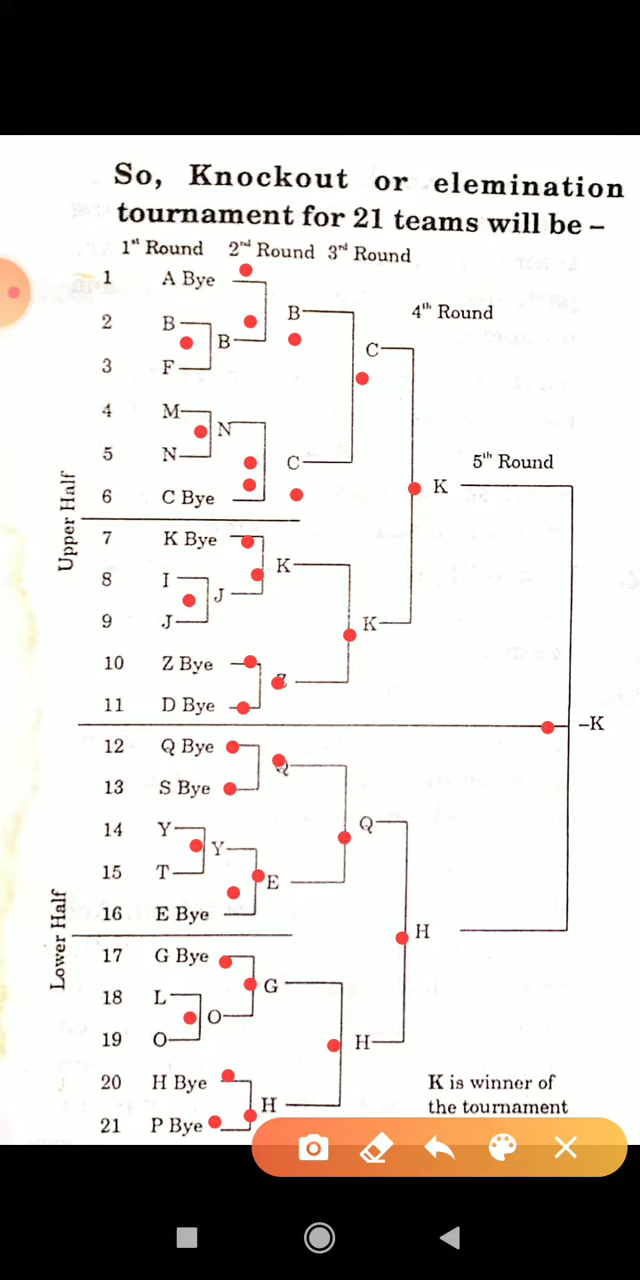 So, Knockout or elemination
tournament for 21 teams will be –
1st Round 2nd Round 3rd Round
4th Round
5th Round
Upper Half
1 A Bye
B
2 B
B
C
3 F
4 M
N
5 N
C
6 C Bye
K
7 K Bye
K
8 I
J
9 J
K
10 Z Bye
Z
11 D Bye
–K
Lower Half
12 Q Bye
Q
13 S Bye
14 Y
Y
Q
15 T
E
16 E Bye
H
17 G Bye
G
18 L
O
19 O
H
20 H Bye
H
21 P Bye
K is winner of
the tournament